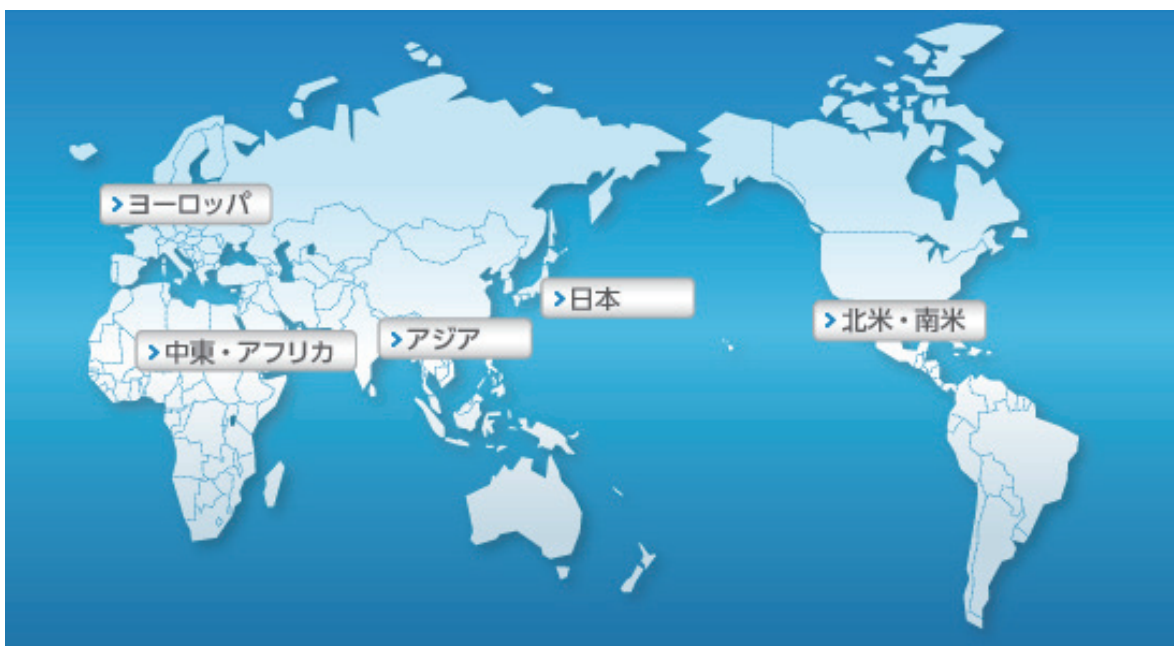 ヨーロッパ
日本
北米・南米
アジア
中東・アフリカ